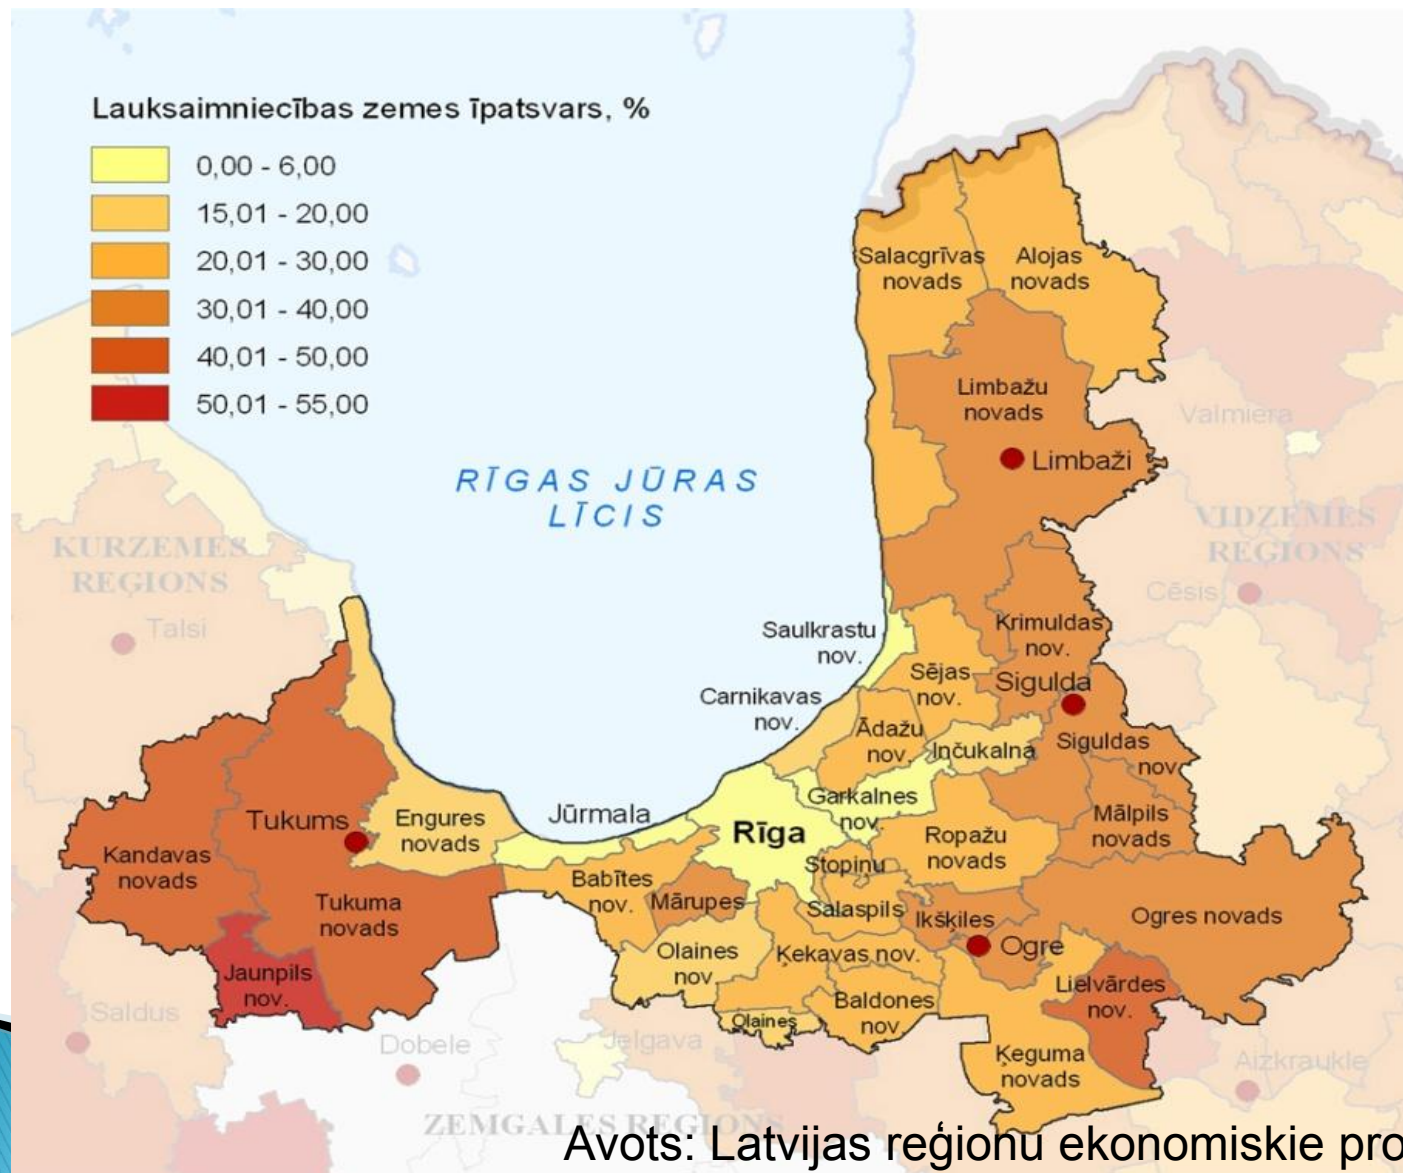 Lauksaimniecības zemes īpatsvars, %
0,00 - 6,00
15,01 - 20,00
20,01 - 30,00
30,01 - 40,00
40,01 - 50,00
50,01 - 55,00
Salacgrīvas
novads
Alojas
novads
Limbažu
novads
Limbaži
Valmiera
RĪGAS JŪRAS
LĪCIS
KURZEMES
REĢIONS
VIDZEMES
REĢIONS
Talsi
Cēsis
Saulkrastu
nov.
Krimuldas
nov.
Sējas
nov.
Sigulda
Carnikavas
nov.
Ādažu
nov.
Inčukalna
Siguldas
nov.
Garkalnes
nov.
Mālpils
novads
Jūrmala
Rīga
Ropažu
novads
Tukums
Engures
novads
Kandavas
novads
Stopiņu
Babītes
nov.
Mārupes
Salaspils
Ikšķiles
Ogres novads
Tukuma
novads
Olaines
nov.
Ķekavas nov.
Ogre
Jaunpils
nov.
Lielvārdes
nov.
Baldones
nov.
Olaines
Saldus
Dobele
Jelgava
Ķeguma
novads
Aizkraukle
ZEMGALES REĢIONS
Avots: Latvijas reģionu ekonomiskie pro